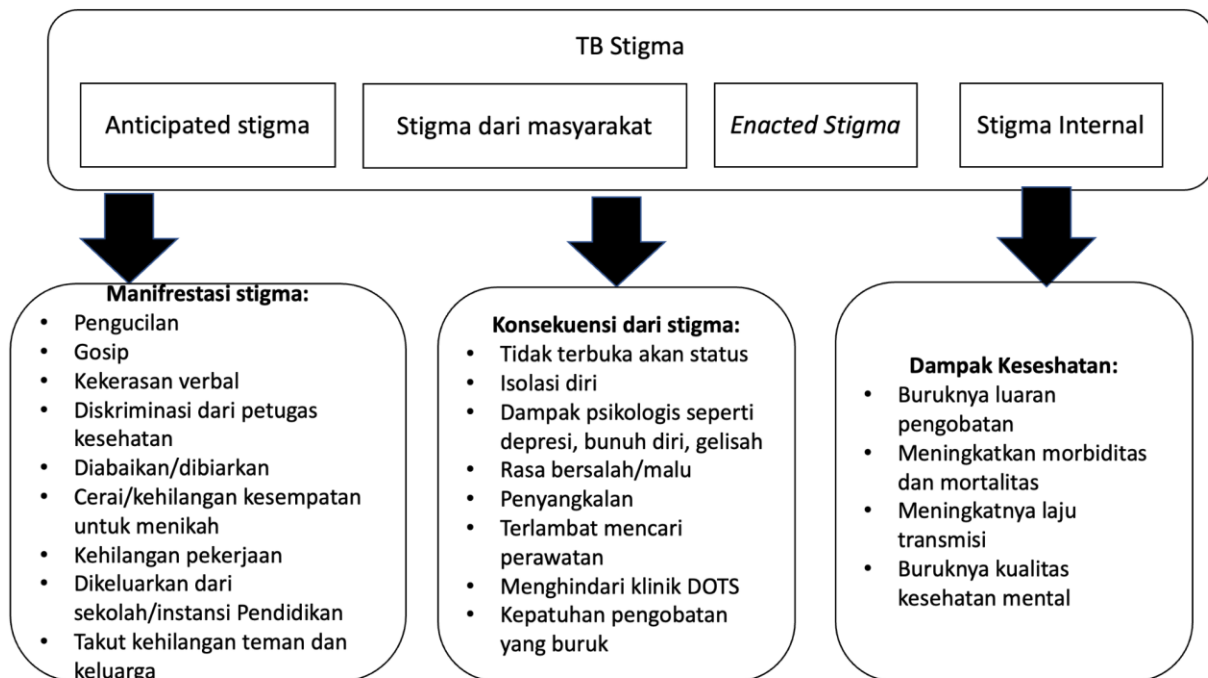 TB Stigma
Anticipated stigma
Stigma dari masyarakat
Enacted Stigma
Stigma Internal
Manifrestasi stigma:
• Pengucilan
• Gosip
• Kekerasan verbal
• Diskriminasi dari petugas
kesehatan
• Diabaikan/dibiarkan
• Cerai/kehilangan kesempatan
untuk menikah
• Kehilangan pekerjaan
• Dikeluarkan dari
sekolah/instansi Pendidikan
• Takut kehilangan teman dan
keluarga
Konsekuensi dari stigma:
• Tidak terbuka akan status
• Isolasi diri
• Dampak psikologis seperti
depresi, bunuh diri, gelisah
• Rasa bersalah/malu
• Penyangkalan
• Terlambat mencari
perawatan
• Menghindari klinik DOTS
• Kepatuhan pengobatan
yang buruk
Dampak Keseshatan:
• Buruknya luaran
pengobatan
• Meningkatkan morbiditas
dan mortalitas
• Meningkatnya laju
transmisi
• Buruknya kualitas
kesehatan mental